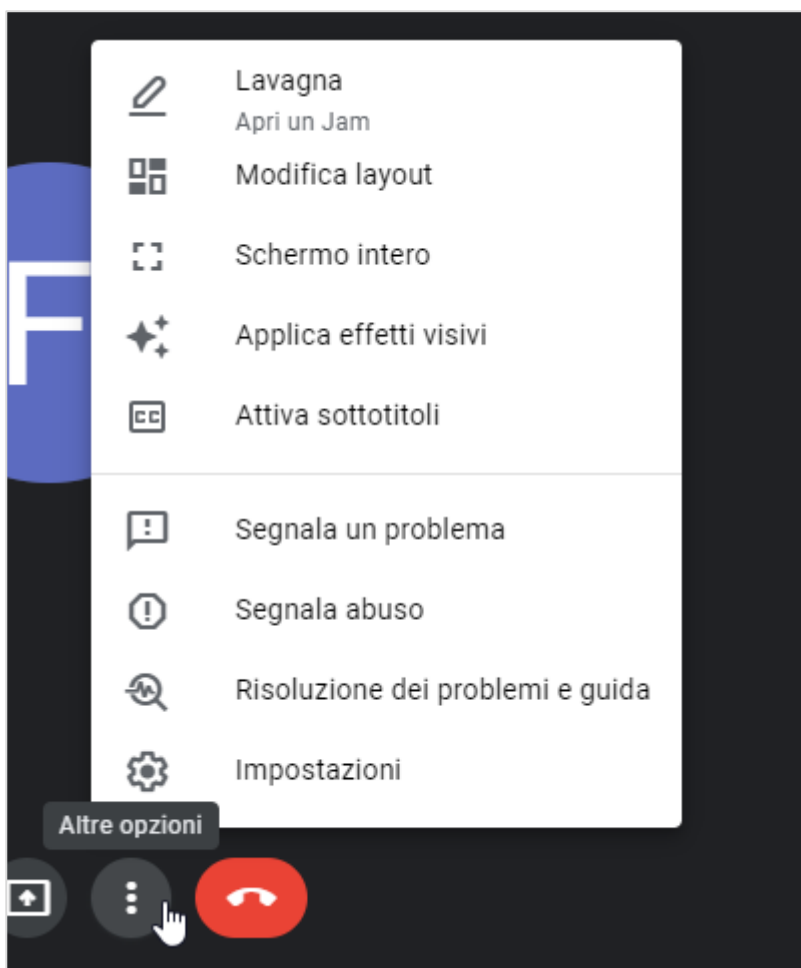 Lavagna
Apri un Jam
Modifica layout
Schermo intero
Applica effetti visivi
Attiva sottotitoli
Segnala un problema
Segnala abuso
Risoluzione dei problemi e guida
Impostazioni
Altre opzioni
F
CC